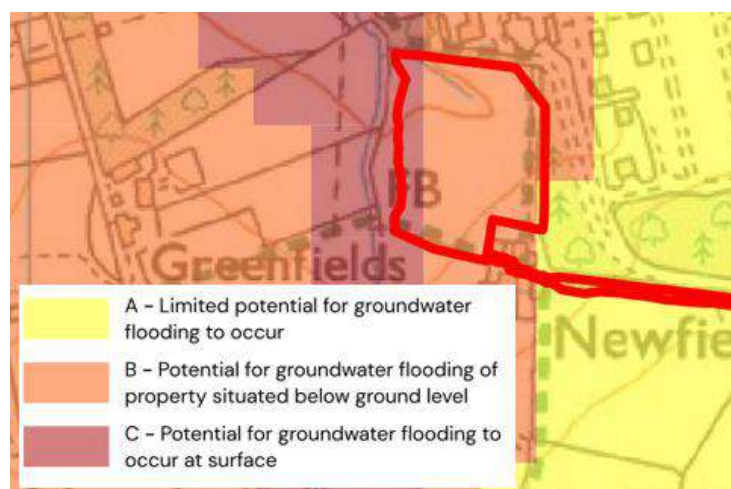 FB
Greenfields
Newfie
A – Limited potential for groundwater
flooding to occur
B – Potential for groundwater flooding of
property situated below ground level
C – Potential for groundwater flooding to
occur at surface